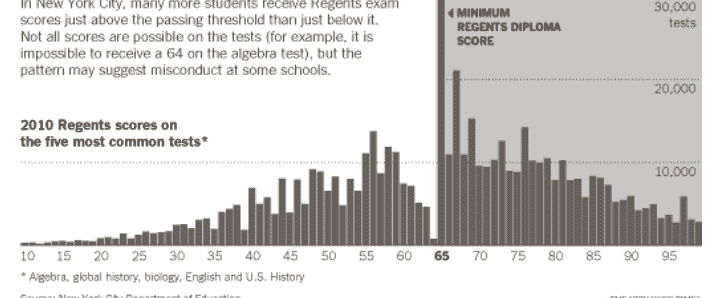 In New York City, many more students receive Regents exam
scores just above the passing threshold than just below it.
Not all scores are possible on the tests (for example, it is
impossible to receive a 64 on the algebra test), but the
pattern may suggest misconduct at some schools.
MINIMUM
REGENTS DIPLOMA
SCORE
30,000
tests
20,000
2010 Regents scores on
the five most common tests*
10,000
10 15 20 25 30 35 40 45 50 55 60 65 70 75 80 85 90 95
* Algebra, global history, biology, English and U.S. History
Source: New York City Department of Education
THE NEW YORK TIMES